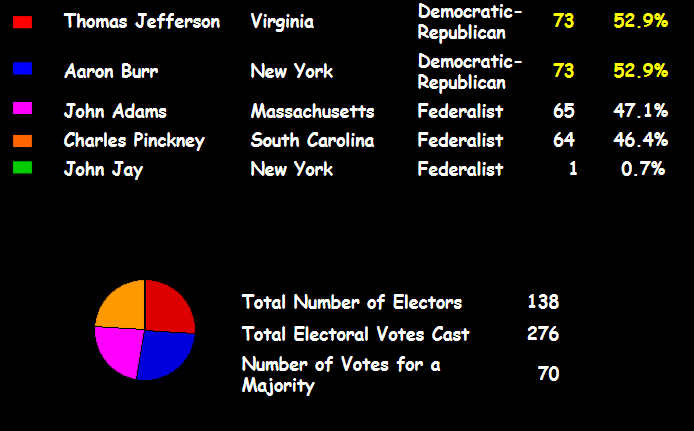 Thomas Jefferson Virginia Democratic-Republican 73 52.9%
Aaron Burr New York Democratic-Republican 73 52.9%
John Adams Massachusetts Federalist 65 47.1%
Charles Pinckney South Carolina Federalist 64 46.4%
John Jay New York Federalist 1 0.7%
Total Number of Electors 138
Total Electoral Votes Cast 276
Number of Votes for a Majority 70